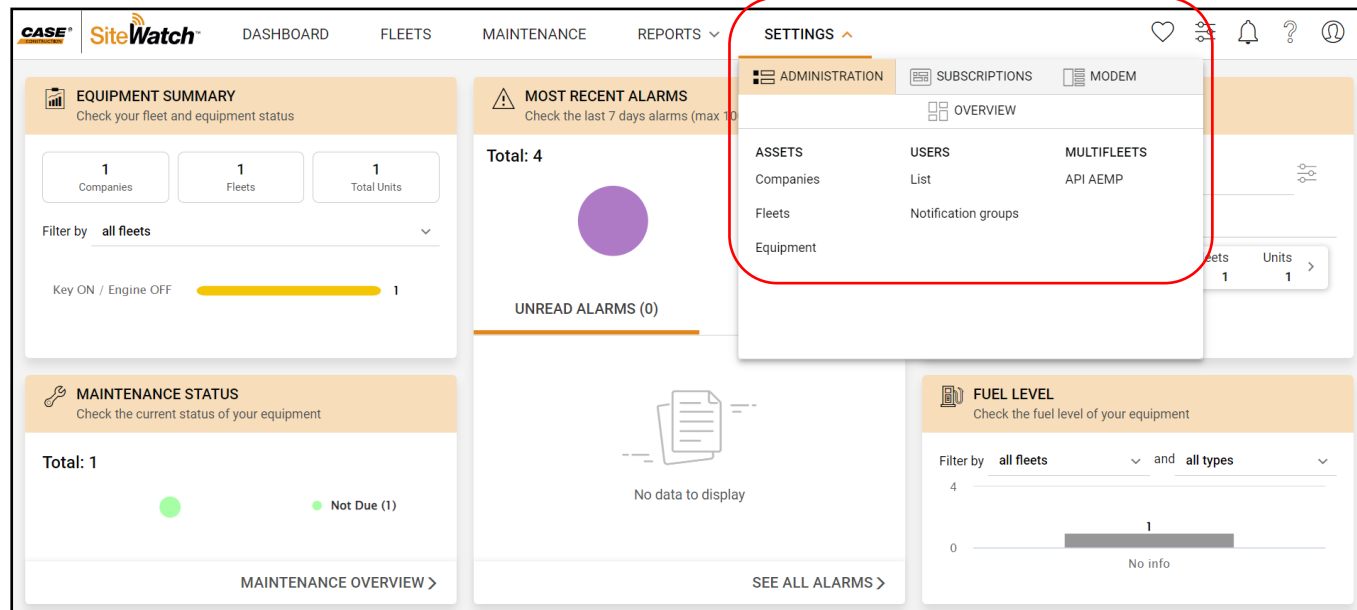 CASE®
CONSTRUCTION
SiteWatch™
DASHBOARD
FLEETS
MAINTENANCE
REPORTS
SETTINGS
ADMINISTRATION
SUBSCRIPTIONS
MODEM
OVERVIEW
ASSETS
USERS
MULTIFLEETS
Companies
List
API AEMP
Fleets
Notification groups
Equipment
EQUIPMENT SUMMARY
Check your fleet and equipment status
1
Companies
1
Fleets
1
Total Units
Filter by all fleets
Key ON / Engine OFF 1
MOST RECENT ALARMS
Check the last 7 days alarms (max 10
Total: 4
UNREAD ALARMS (0)
No data to display
SEE ALL ALARMS
eets
1
Units
1
MAINTENANCE STATUS
Check the current status of your equipment
Total: 1
Not Due (1)
MAINTENANCE OVERVIEW
FUEL LEVEL
Check the fuel level of your equipment
Filter by all fleets and all types
4
1
0
No info